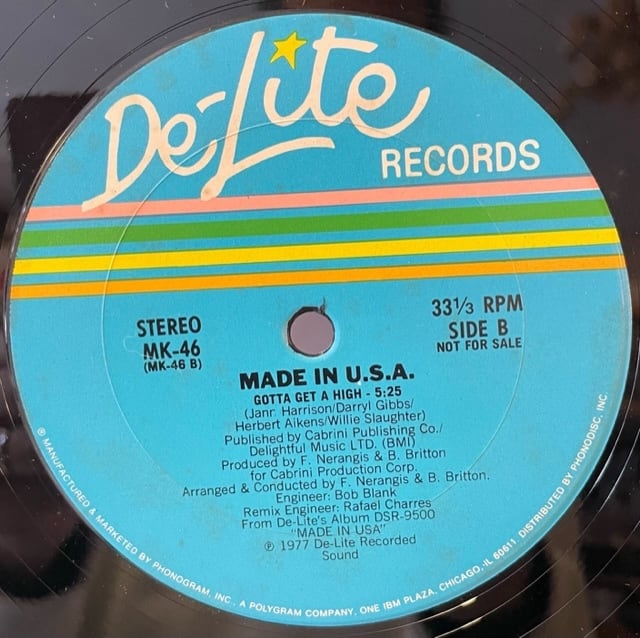 De-Lite
RECORDS
STEREO
MK-46
(MK-46 B)
33⅓ RPM
SIDE B
NOT FOR SALE
MADE IN U.S.A.
GOTTA GET A HIGH - 5:25
(Janr. Harrison/Darryl Gibbs/
Herbert Aikens/Willie Slaughter)
Published by Cabrini Publishing Co./
Delightful Music LTD. (BMI)
Produced by F. Nerangis & B. Britton
for Cabrini Production Corp.
Arranged & Conducted by F. Nerangis & B. Britton.
Engineer: Bob Blank
Remix Engineer: Rafael Charres
From De-Lite's Album DSR-9500
"MADE IN USA"
℗ 1977 De-Lite Recorded
Sound
® MANUFACTURED & MARKETED BY PHONOGRAM, INC., A POLYGRAM COMPANY, ONE IBM PLAZA, CHICAGO, IL 60611 DISTRIBUTED BY PHONODISC, INC.